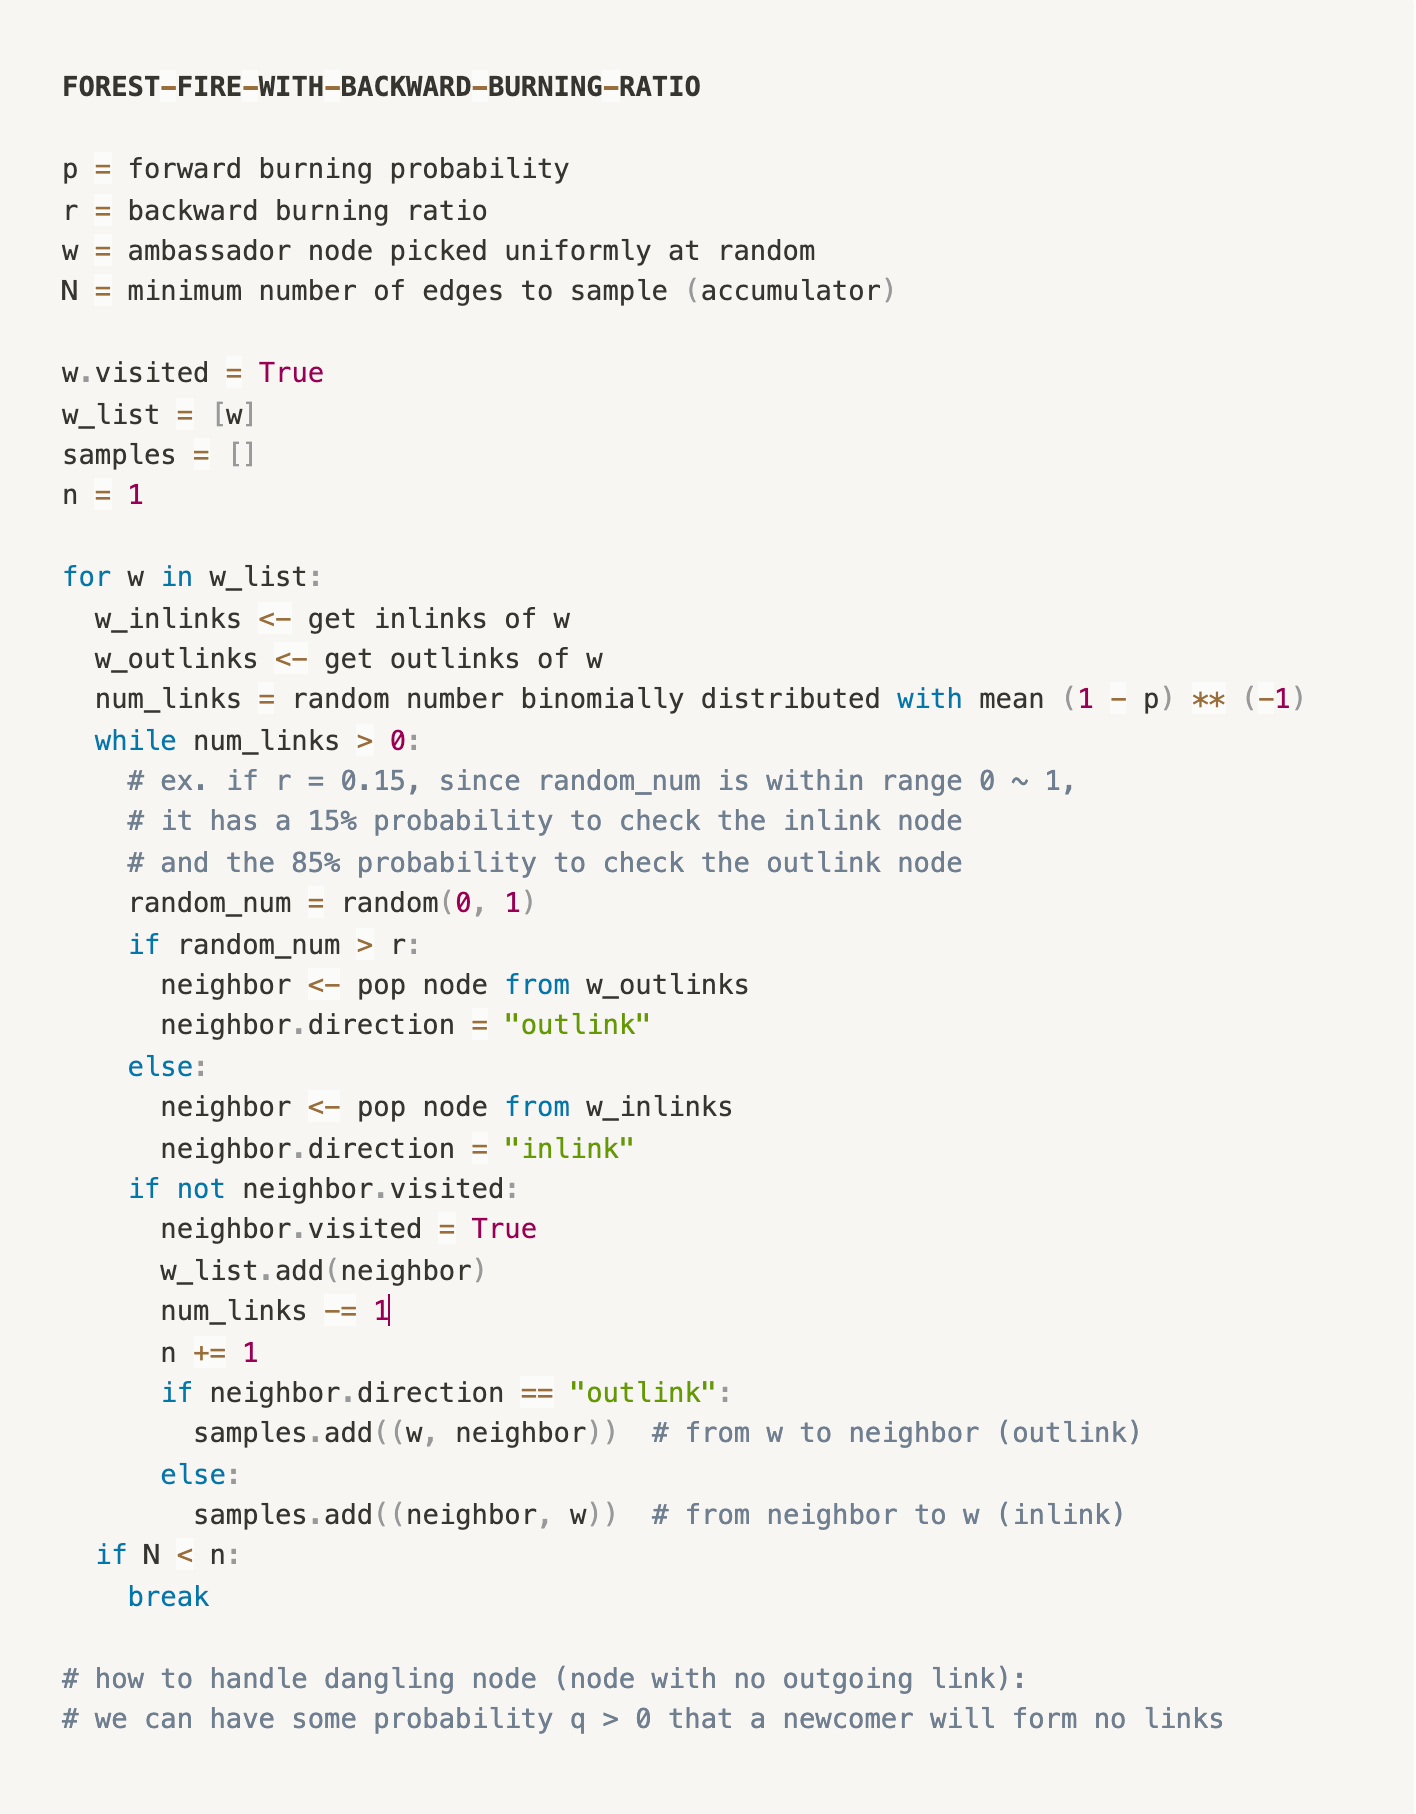 FOREST-FIRE-WITH-BACKWARD-BURNING-RATIO
p = forward burning probability
r = backward burning ratio
w = ambassador node picked uniformly at random
N = minimum number of edges to sample (accumulator)
w.visited = True
w_list = [w]
samples = []
n = 1
for w in w_list:
  w_inlinks <- get inlinks of w
  w_outlinks <- get outlinks of w
  num_links = random number binomially distributed with mean (1 - p) ** (-1)
  while num_links > 0:
    # ex. if r = 0.15, since random_num is within range 0 ~ 1,
    # it has a 15% probability to check the inlink node
    # and the 85% probability to check the outlink node
    random_num = random(0, 1)
    if random_num > r:
      neighbor <- pop node from w_outlinks
      neighbor.direction = "outlink"
    else:
      neighbor <- pop node from w_inlinks
      neighbor.direction = "inlink"
    if not neighbor.visited:
      neighbor.visited = True
      w_list.add(neighbor)
      num_links -= 1
      n += 1
      if neighbor.direction == "outlink":
        samples.add((w, neighbor))  # from w to neighbor (outlink)
      else:
        samples.add((neighbor, w))  # from neighbor to w (inlink)
  if N < n:
    break
# how to handle dangling node (node with no outgoing link):
# we can have some probability q > 0 that a newcomer will form no links